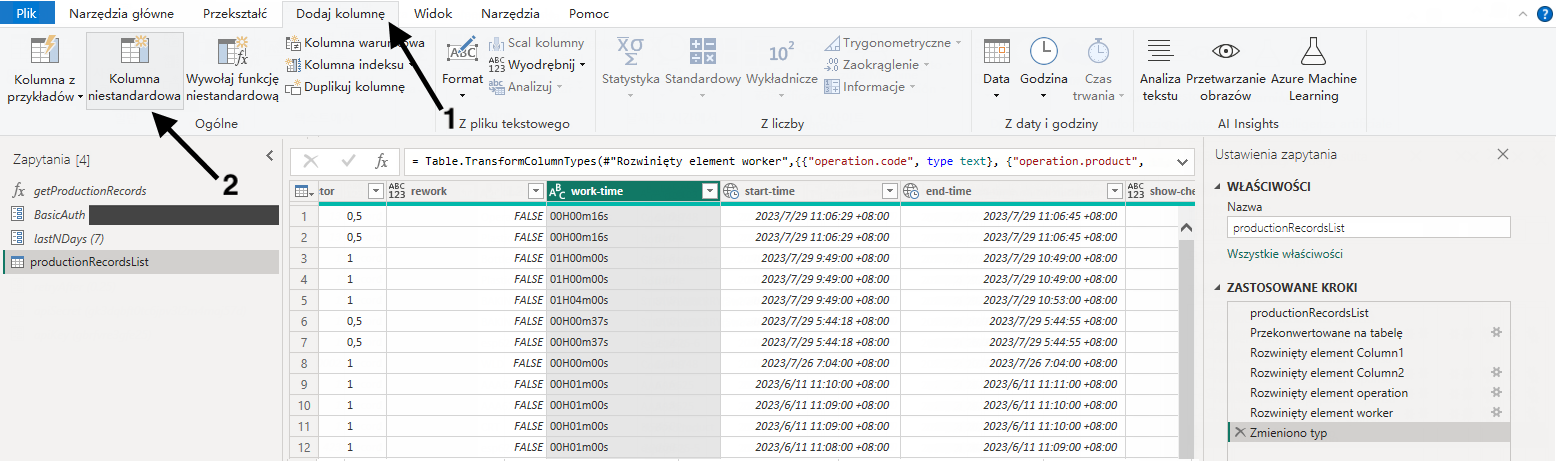 Plik Narzędzia główne Przekształć Dodaj kolumnę Widok Narzędzia Pomoc
Kolumna z przykładów
Kolumna niestandardowa
Wywołaj funkcję niestandardową
Kolumna warunkowa
Kolumna indeksu
Duplikuj kolumnę
Ogólne
Format
Scal kolumny
Wyodrębnij
Analizuj
Z pliku tekstowego
Statystyka
Standardowy
10²
Wykładnicze
Trygonometryczne
Zaokrąglenie
Informacje
Z liczby
Data
Godzina
Czas trwania
Z daty i godziny
Analiza tekstu
Przetwarzanie obrazów
Azure Machine Learning
AI Insights
1
2
Zapytania [4]
fx getProductionRecords
BasicAuth
lastNDays (7)
productionRecordsList
fx = Table.TransformColumnTypes(#"Rozwinięty element worker",{{"operation.code", type text}, {"operation.product",
tor ABC 123 rework ABC work-time start-time end-time ABC 123 show-che
1 0,5 FALSE 00H00m16s 2023/7/29 11:06:29 +08:00 2023/7/29 11:06:45 +08:00
2 0,5 FALSE 00H00m16s 2023/7/29 11:06:29 +08:00 2023/7/29 11:06:45 +08:00
3 1 FALSE 01H00m00s 2023/7/29 9:49:00 +08:00 2023/7/29 10:49:00 +08:00
4 1 FALSE 01H00m00s 2023/7/29 9:49:00 +08:00 2023/7/29 10:49:00 +08:00
5 1 FALSE 01H04m00s 2023/7/29 9:49:00 +08:00 2023/7/29 10:53:00 +08:00
6 0,5 FALSE 00H00m37s 2023/7/29 5:44:18 +08:00 2023/7/29 5:44:55 +08:00
7 0,5 FALSE 00H00m37s 2023/7/29 5:44:18 +08:00 2023/7/29 5:44:55 +08:00
8 1 FALSE 00H00m00s 2023/7/26 7:04:00 +08:00 2023/7/26 7:04:00 +08:00
9 1 FALSE 00H01m00s 2023/6/11 11:10:00 +08:00 2023/6/11 11:11:00 +08:00
10 1 FALSE 00H01m00s 2023/6/11 11:09:00 +08:00 2023/6/11 11:10:00 +08:00
11 1 FALSE 00H01m00s 2023/6/11 11:09:00 +08:00 2023/6/11 11:10:00 +08:00
12 1 FALSE 00H01m00s 2023/6/11 11:08:00 +08:00 2023/6/11 11:09:00 +08:00
Ustawienia zapytania
WŁAŚCIWOŚCI
Nazwa
productionRecordsList
Wszystkie właściwości
ZASTOSOWANE KROKI
productionRecordsList
Przekonwertowane na tabelę
Rozwinięty element Column1
Rozwinięty element Column2
Rozwinięty element operation
Rozwinięty element worker
Zmieniono typ